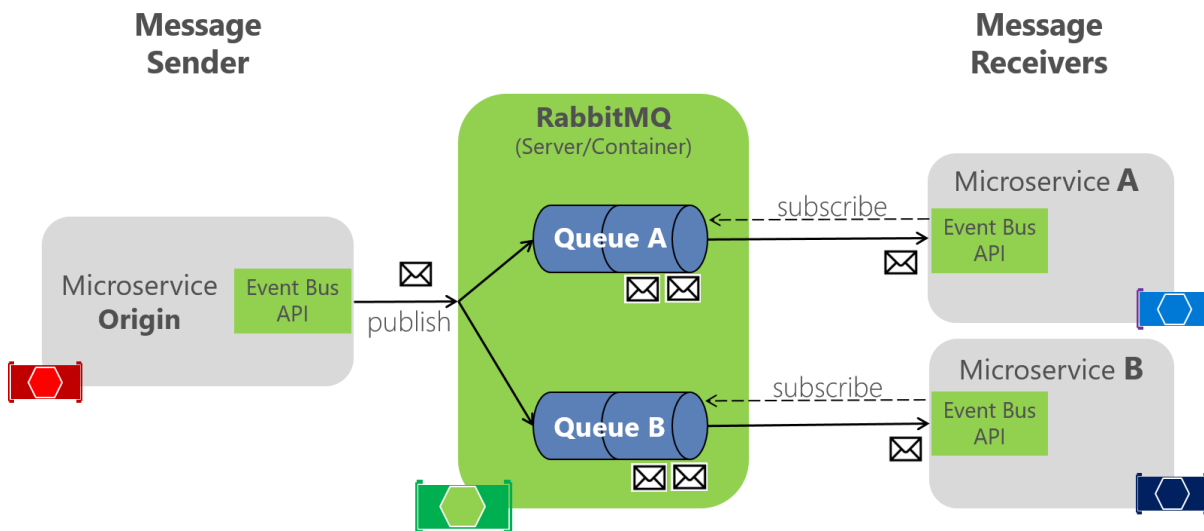 Message
Sender
Message
Receivers
RabbitMQ
(Server/Container)
Microservice
Origin
Event Bus
API
publish
Queue A
Queue B
subscribe
subscribe
Microservice A
Event Bus
API
Microservice B
Event Bus
API